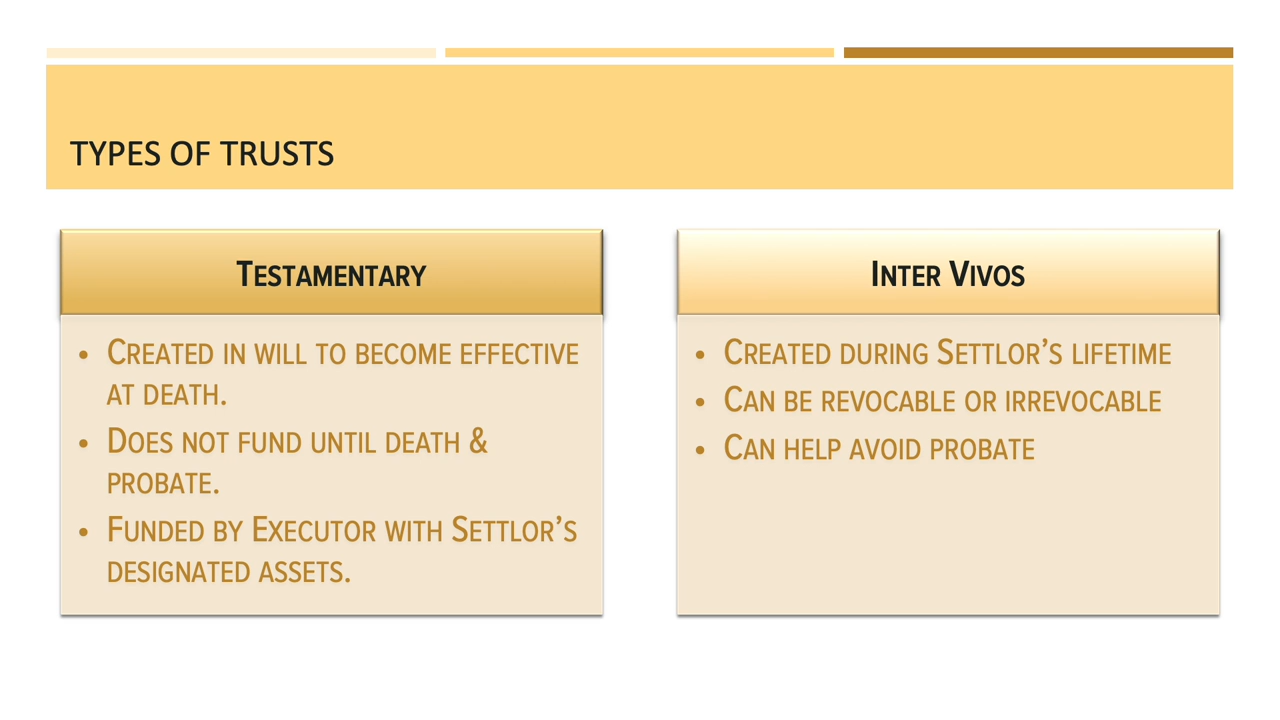 TYPES OF TRUSTS
Testamentary
• Created in will to become effective
at death.
• Does not fund until death &
probate.
• Funded by Executor with Settlor’s
designated assets.
Inter Vivos
• Created during Settlor’s lifetime
• Can be revocable or irrevocable
• Can help avoid probate